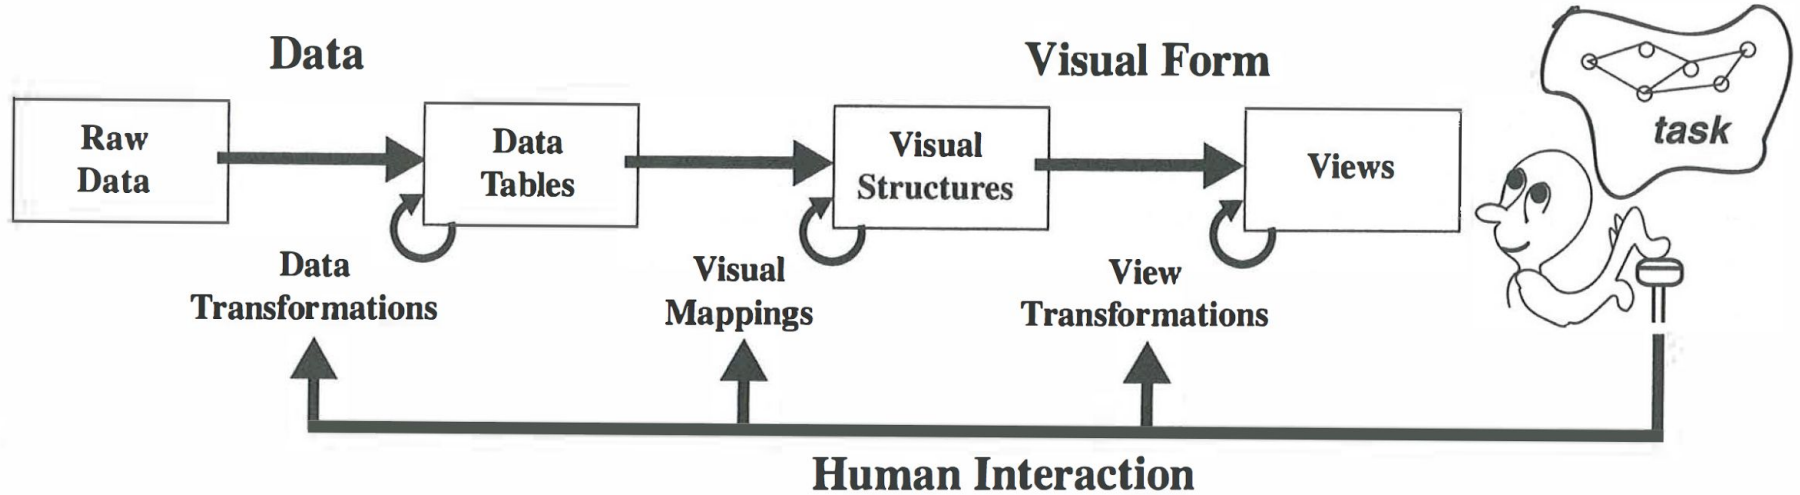 Data
Visual Form
Raw
Data
Data
Tables
Visual
Structures
Views
task
Data
Transformations
Visual
Mappings
View
Transformations
Human Interaction